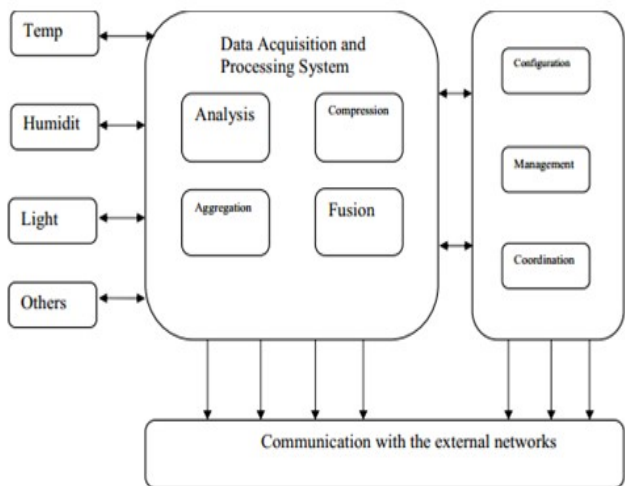 Temp
Humidit
Light
Others
Data Acquisition and
Processing System
Analysis
Compression
Aggregation
Fusion
Configuration
Management
Coordination
Communication with the external networks